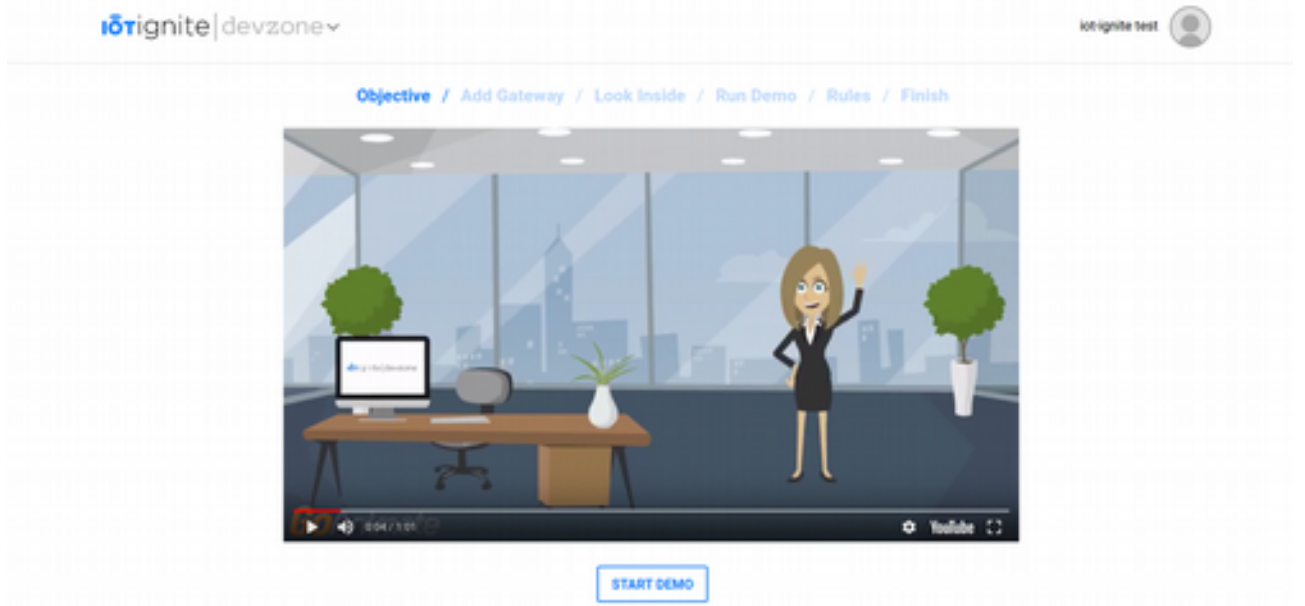 IOTignite|devzone
iot-ignite test
Objective / Add Gateway / Look Inside / Run Demo / Rules / Finish
GoAnimate
0:04 / 1:01
YouTube
START DEMO